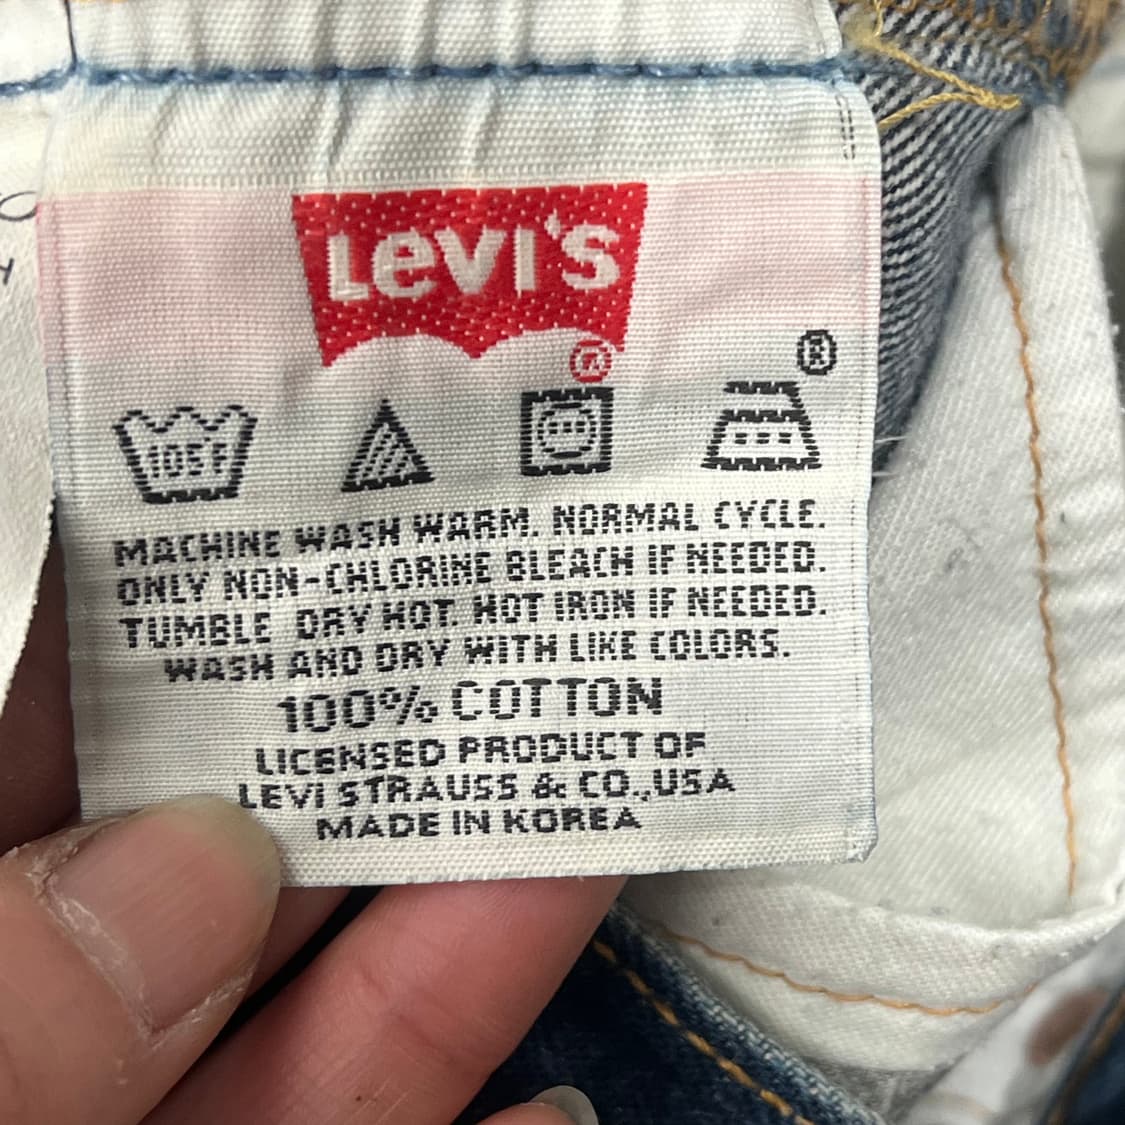 LEVI'S
®
®
105F
MACHINE WASH WARM. NORMAL CYCLE.
ONLY NON-CHLORINE BLEACH IF NEEDED.
TUMBLE DRY HOT. HOT IRON IF NEEDED.
WASH AND DRY WITH LIKE COLORS.
100% COTTON
LICENSED PRODUCT OF
LEVI STRAUSS & CO., USA
MADE IN KOREA